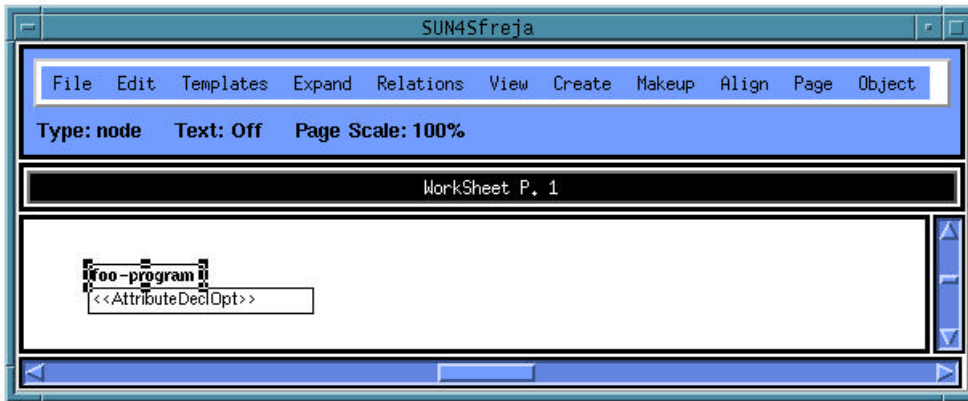 SUN4Sfreja
File Edit Templates Expand Relations View Create Makeup Align Page Object
Type: node Text: Off Page Scale: 100%
WorkSheet P. 1
foo-program
<<AttributeDeclOpt>>